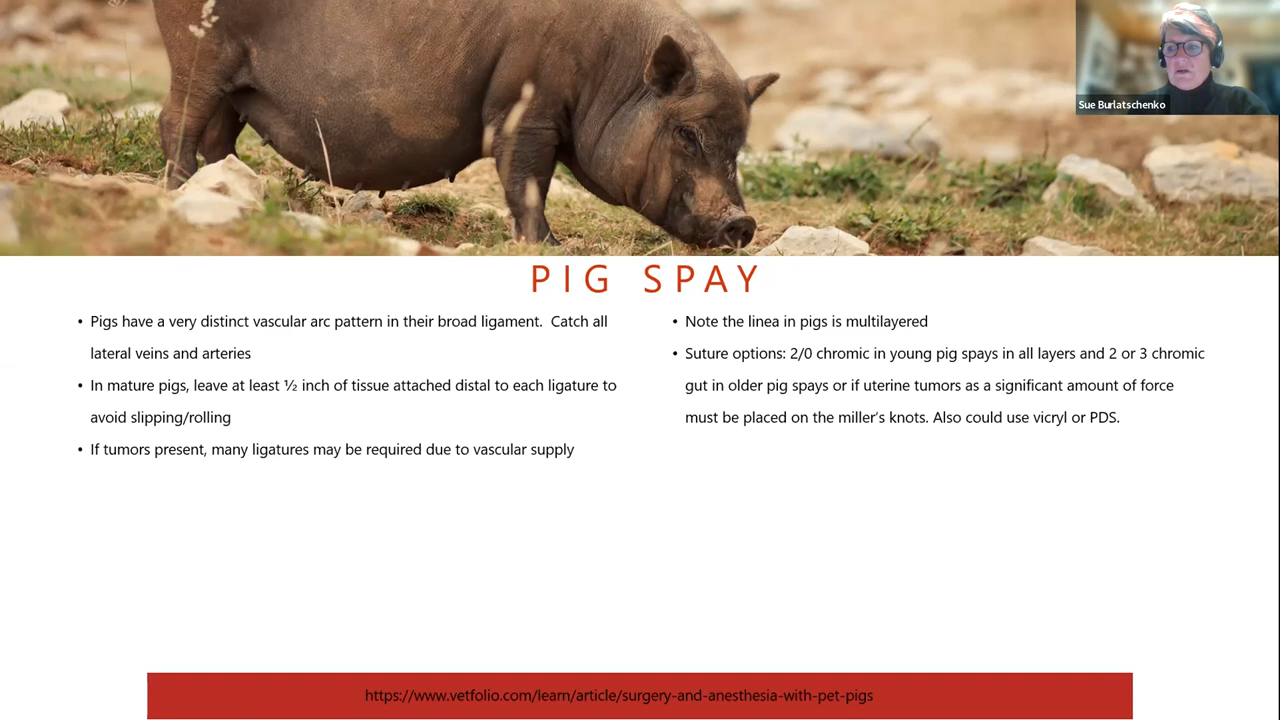 Sue Burlatschenko
PIG SPAY
• Pigs have a very distinct vascular arc pattern in their broad ligament.  Catch all
lateral veins and arteries
• In mature pigs, leave at least ½ inch of tissue attached distal to each ligature to
avoid slipping/rolling
• If tumors present, many ligatures may be required due to vascular supply
• Note the linea in pigs is multilayered
• Suture options: 2/0 chromic in young pig spays in all layers and 2 or 3 chromic
gut in older pig spays or if uterine tumors as a significant amount of force
must be placed on the miller’s knots. Also could use vicryl or PDS.
https://www.vetfolio.com/learn/article/surgery-and-anesthesia-with-pet-pigs